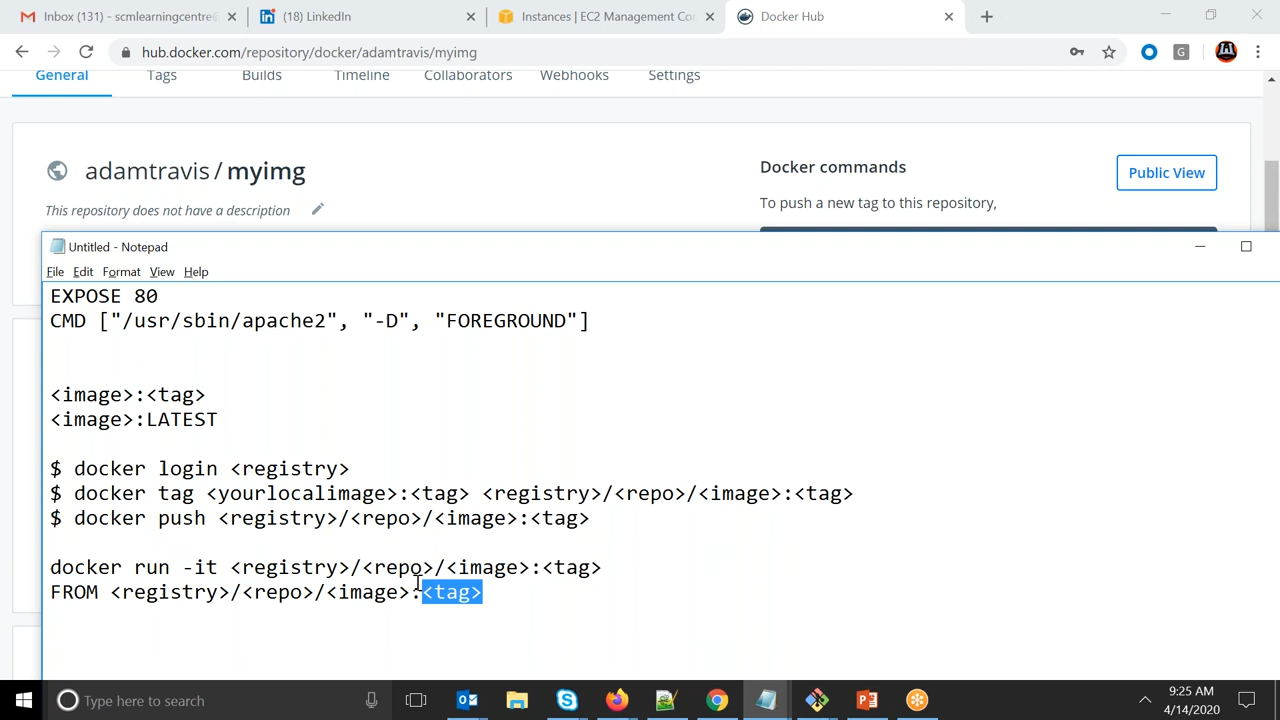 Inbox (131) - scmlearningcentre@
(18) LinkedIn
Instances | EC2 Management Con
Docker Hub
hub.docker.com/repository/docker/adamtravis/myimg
G
General
Tags
Builds
Timeline
Collaborators
Webhooks
Settings
adamtravis / myimg
Docker commands
Public View
This repository does not have a description
To push a new tag to this repository,
Untitled - Notepad
File Edit Format View Help
EXPOSE 80
CMD ["/usr/sbin/apache2", "-D", "FOREGROUND"]
<image>:<tag>
<image>:LATEST
$ docker login <registry>
$ docker tag <yourlocalimage>:<tag> <registry>/<repo>/<image>:<tag>
$ docker push <registry>/<repo>/<image>:<tag>
docker run -it <registry>/<repo>/<image>:<tag>
FROM <registry>/<repo>/<image>:<tag>
Type here to search
9:25 AM
4/14/2020